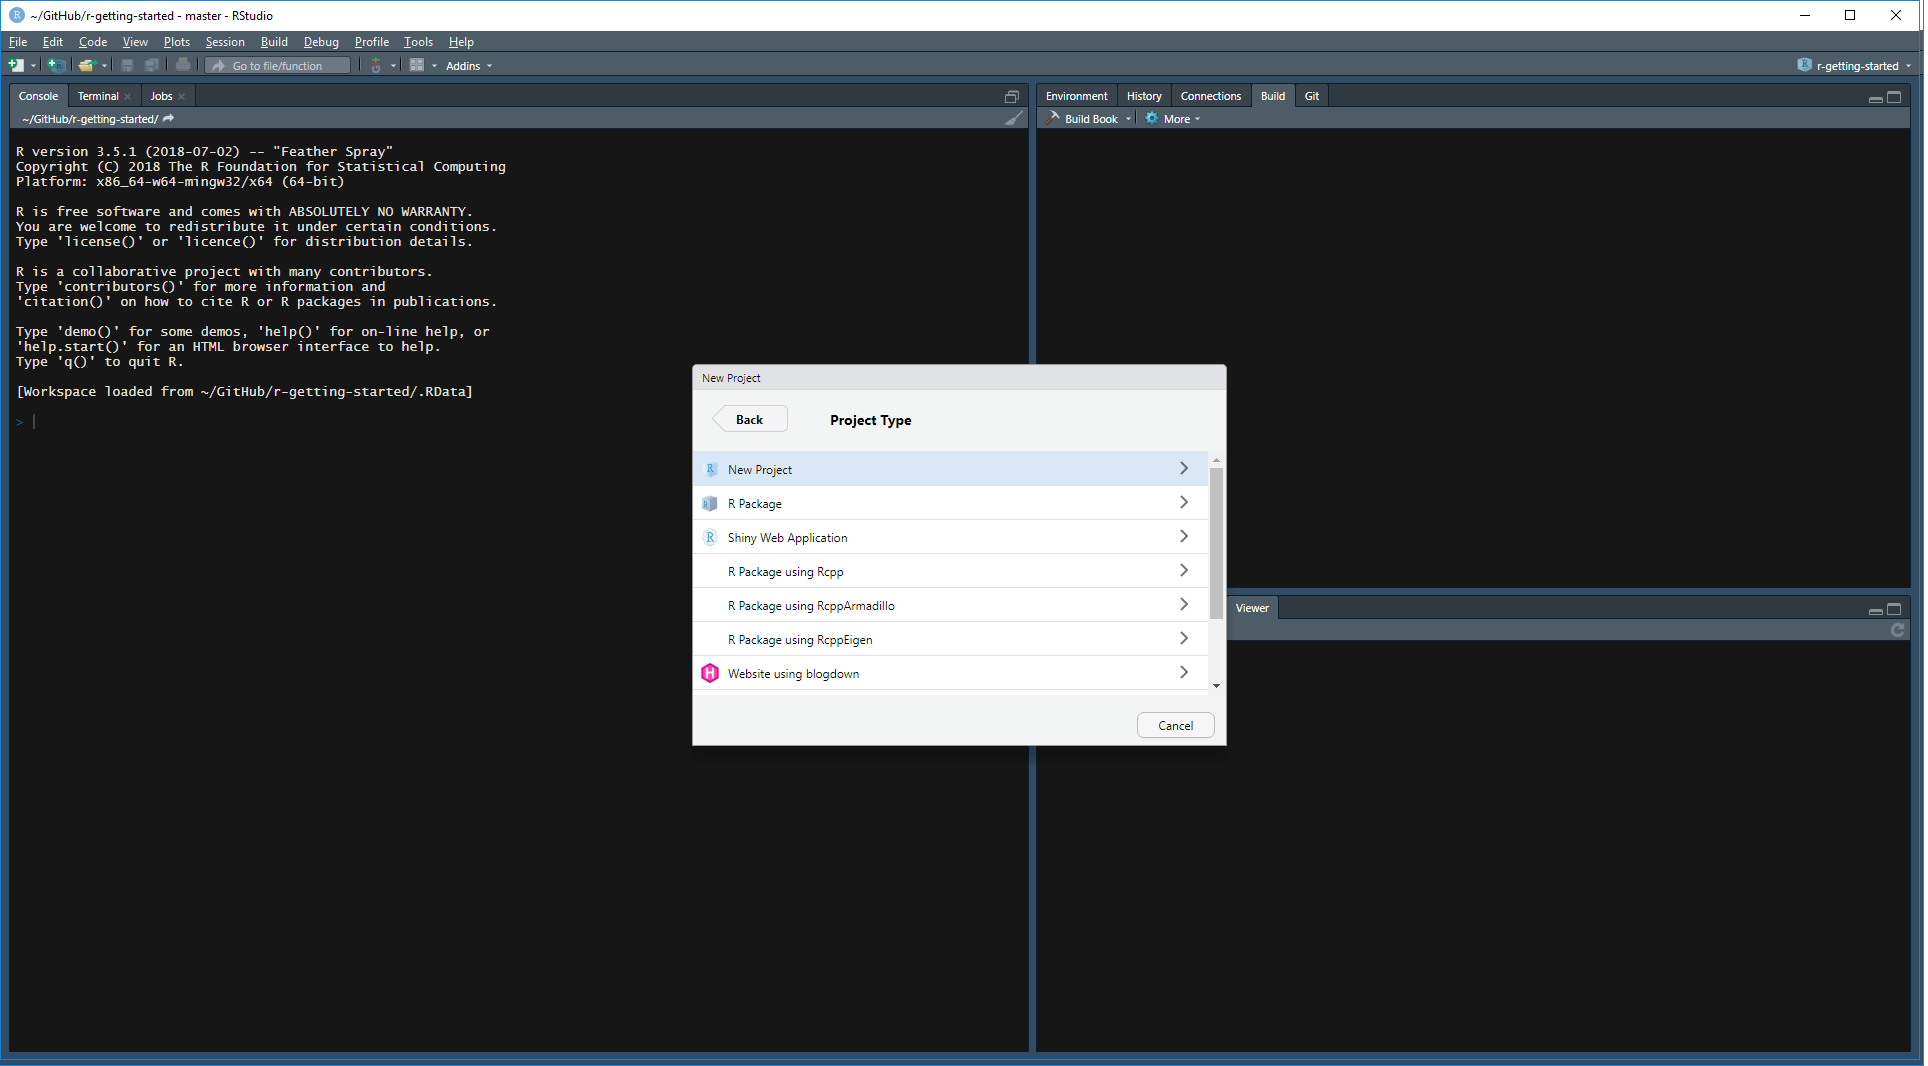 ~/GitHub/r-getting-started - master - RStudio
File Edit Code View Plots Session Build Debug Profile Tools Help
Go to file/function Addins r-getting-started
Console Terminal Jobs
~/GitHub/r-getting-started/
R version 3.5.1 (2018-07-02) -- "Feather Spray"
Copyright (C) 2018 The R Foundation for Statistical Computing
Platform: x86_64-w64-mingw32/x64 (64-bit)
R is free software and comes with ABSOLUTELY NO WARRANTY.
You are welcome to redistribute it under certain conditions.
Type 'license()' or 'licence()' for distribution details.
R is a collaborative project with many contributors.
Type 'contributors()' for more information and
'citation()' on how to cite R or R packages in publications.
Type 'demo()' for some demos, 'help()' for on-line help, or
'help.start()' for an HTML browser interface to help.
Type 'q()' to quit R.
[Workspace loaded from ~/GitHub/r-getting-started/.RData]
>
Environment History Connections Build Git
Build Book More
New Project
Back Project Type
New Project
R Package
Shiny Web Application
R Package using Rcpp
R Package using RcppArmadillo
R Package using RcppEigen
Website using blogdown
Cancel
Viewer